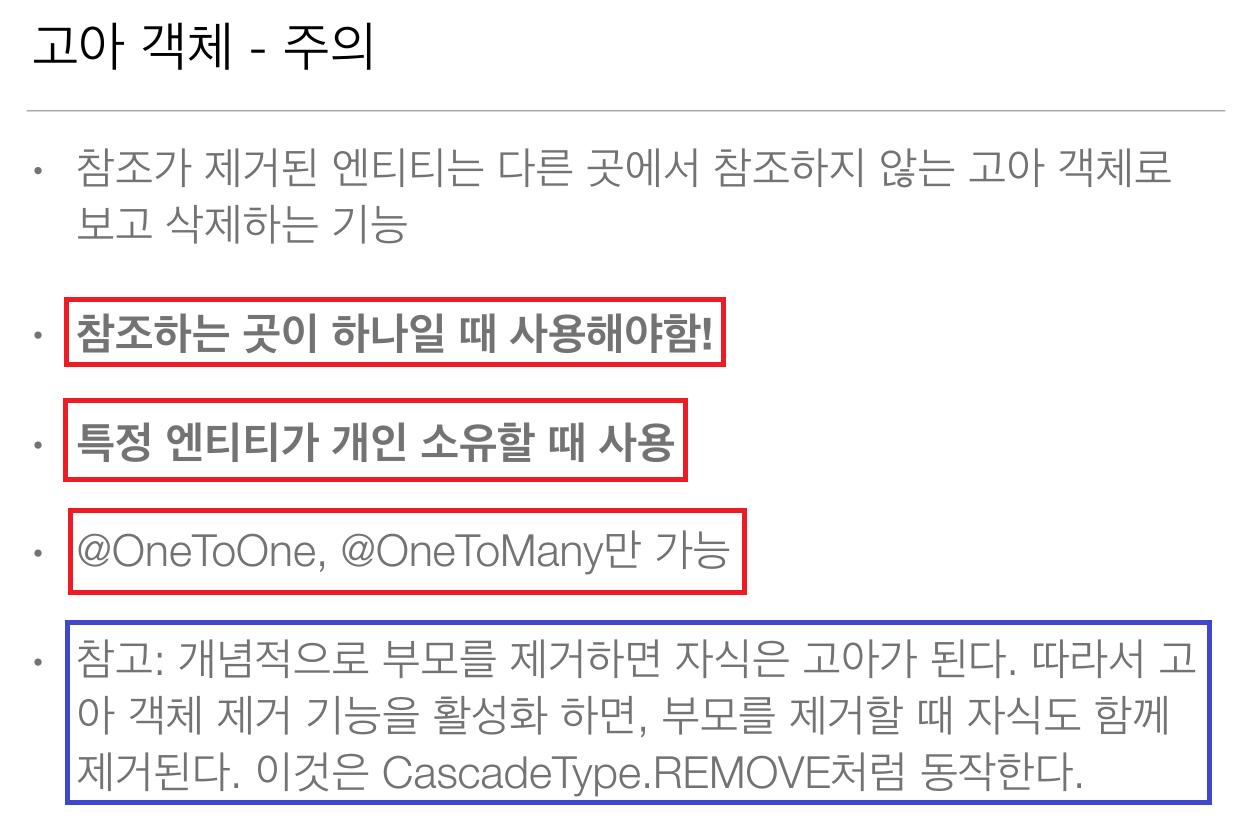 고아 객체 - 주의
• 참조가 제거된 엔티티는 다른 곳에서 참조하지 않는 고아 객체로
보고 삭제하는 기능
• 참조하는 곳이 하나일 때 사용해야함!
• 특정 엔티티가 개인 소유할 때 사용
• @OneToOne, @OneToMany만 가능
• 참고: 개념적으로 부모를 제거하면 자식은 고아가 된다. 따라서 고
아 객체 제거 기능을 활성화 하면, 부모를 제거할 때 자식도 함께
제거된다. 이것은 CascadeType.REMOVE처럼 동작한다.